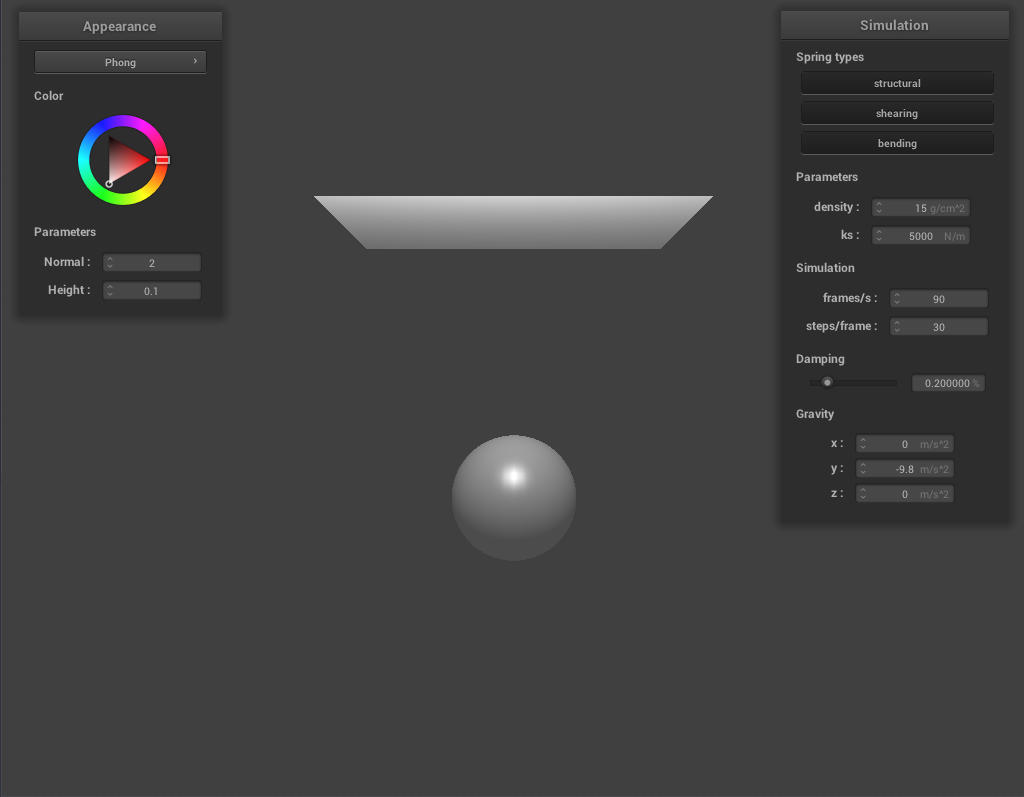 Appearance
Phong ›
Color
Parameters
Normal : 2
Height : 0.1
Simulation
Spring types
structural
shearing
bending
Parameters
density : 15 g/cm^2
ks : 5000 N/m
Simulation
frames/s : 90
steps/frame : 30
Damping
0.200000 %
Gravity
x : 0 m/s^2
y : -9.8 m/s^2
z : 0 m/s^2